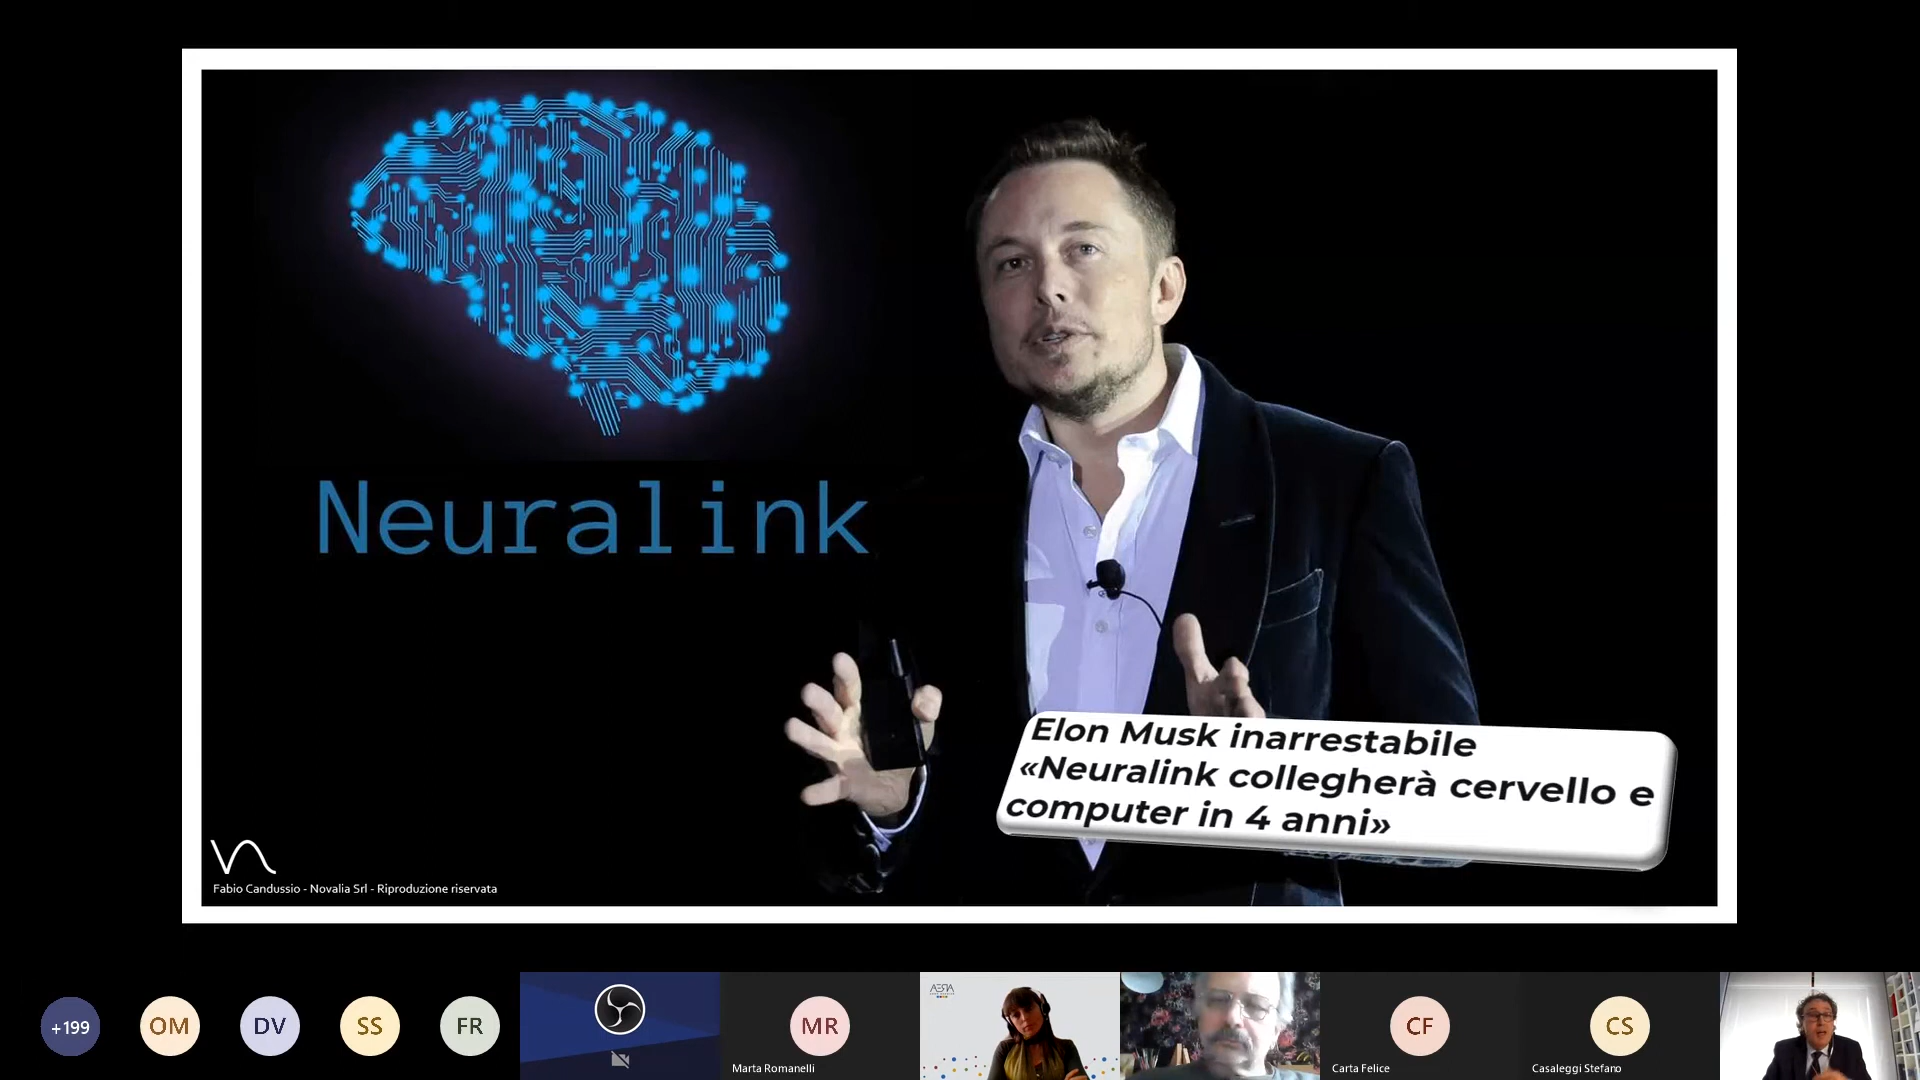 Neuralink
Elon Musk inarrestabile
«Neuralink collegherà cervello e
computer in 4 anni»
Fabio Candussio - Novalia Srl - Riproduzione riservata
+199
OM
DV
SS
FR
MR
Marta Romanelli
CF
Carta Felice
CS
Casaleggi Stefano